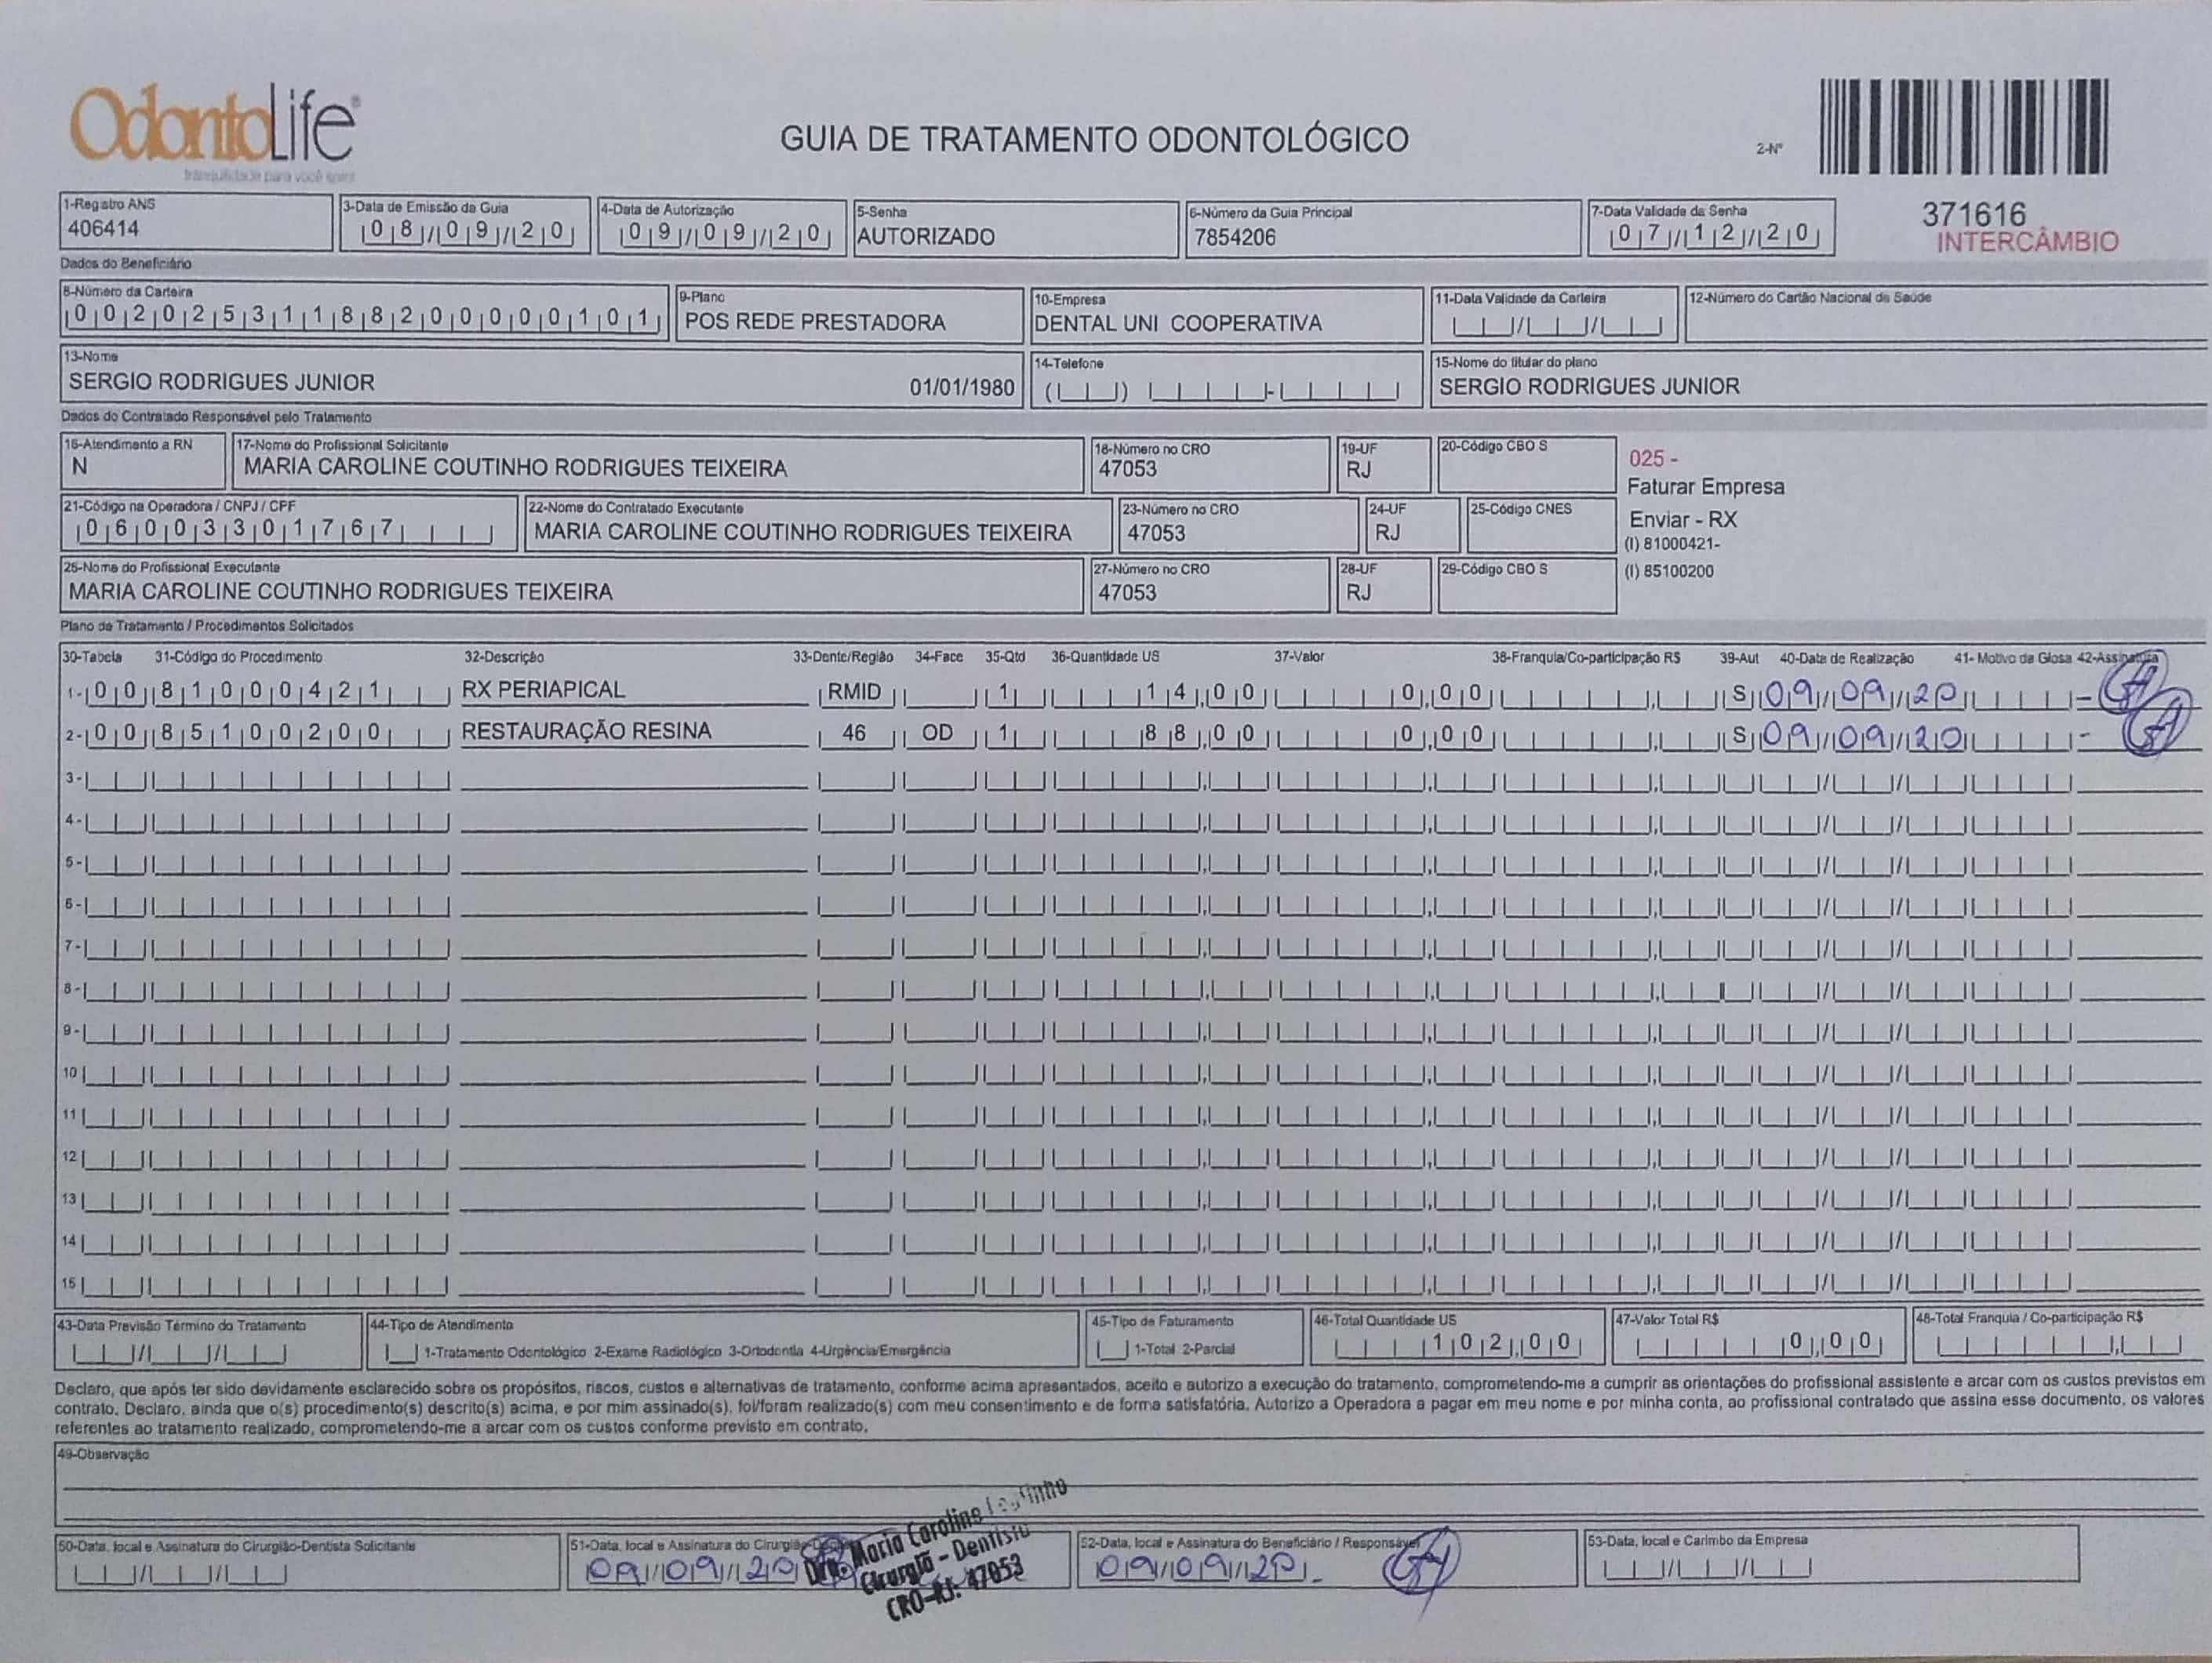 OdontoLife®
tranquilidade para você sorrir
GUIA DE TRATAMENTO ODONTOLÓGICO
2-Nº
371616
INTERCÂMBIO
1-Registro ANS
406414
3-Data de Emissão da Guia
08/09/20
4-Data de Autorização
09/09/20
5-Senha
AUTORIZADO
6-Número da Guia Principal
7854206
7-Data Validade da Senha
07/12/20
Dados do Beneficiário
8-Número da Carteira
00202531188200000101
9-Plano
POS REDE PRESTADORA
10-Empresa
DENTAL UNI COOPERATIVA
11-Data Validade da Carteira
12-Número do Cartão Nacional de Saúde
13-Nome
SERGIO RODRIGUES JUNIOR 01/01/1980
14-Telefone
15-Nome do titular do plano
SERGIO RODRIGUES JUNIOR
Dados do Contratado Responsável pelo Tratamento
16-Atendimento a RN
N
17-Nome do Profissional Solicitante
MARIA CAROLINE COUTINHO RODRIGUES TEIXEIRA
18-Número no CRO
47053
19-UF
RJ
20-Código CBO S
025 -
Faturar Empresa
Enviar - RX
(I) 81000421-
(I) 85100200
21-Código na Operadora / CNPJ / CPF
06003301767
22-Nome do Contratado Executante
MARIA CAROLINE COUTINHO RODRIGUES TEIXEIRA
23-Número no CRO
47053
24-UF
RJ
25-Código CNES
26-Nome do Profissional Executante
MARIA CAROLINE COUTINHO RODRIGUES TEIXEIRA
27-Número no CRO
47053
28-UF
RJ
29-Código CBO S
Plano de Tratamento / Procedimentos Solicitados
30-Tabela 31-Código do Procedimento 32-Descrição 33-Dente/Região 34-Face 35-Qtd 36-Quantidade US 37-Valor 38-Franquia/Co-participação R$ 39-Aut 40-Data de Realização 41- Motivo da Glosa 42-Assinatura
1- 00 81000421 RX PERIAPICAL RMID 1 14,00 0,00 S 09/09/20
2- 00 85100200 RESTAURAÇÃO RESINA 46 OD 1 88,00 0,00 S 09/09/20
3-
4-
5-
6-
7-
8-
9-
10
11
12
13
14
15
43-Data Previsão Término do Tratamento
44-Tipo de Atendimento
1-Tratamento Odontológico 2-Exame Radiológico 3-Ortodontia 4-Urgência/Emergência
45-Tipo de Faturamento
1-Total 2-Parcial
46-Total Quantidade US
102,00
47-Valor Total R$
0,00
48-Total Franquia / Co-participação R$
Declaro, que após ter sido devidamente esclarecido sobre os propósitos, riscos, custos e alternativas de tratamento, conforme acima apresentados, aceito e autorizo a execução do tratamento, comprometendo-me a cumprir as orientações do profissional assistente e arcar com os custos previstos em
contrato. Declaro, ainda que o(s) procedimento(s) descrito(s) acima, e por mim assinado(s), foi/foram realizado(s) com meu consentimento e de forma satisfatória. Autorizo a Operadora a pagar em meu nome e por minha conta, ao profissional contratado que assina esse documento, os valores
referentes ao tratamento realizado, comprometendo-me a arcar com os custos conforme previsto em contrato.
49-Observação
50-Data, local e Assinatura do Cirurgião-Dentista Solicitante
51-Data, local e Assinatura do Cirurgião-
09/09/20
Dra. Maria Caroline Coutinho
Cirurgiã - Dentista
CRO-RJ: 47053
52-Data, local e Assinatura do Beneficiário / Responsável
09/09/20
53-Data, local e Carimbo da Empresa